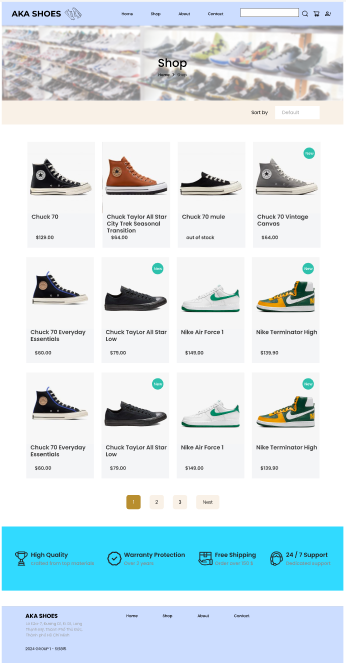 AKA SHOES
Home Shop About Contact
Shop
Home > Shop
Sort by Default
New
Chuck 70
$129.00
Chuck Taylor All Star
City Trek Seasonal
Transition
$64.00
Chuck 70 mule
out of stock
Chuck 70 Vintage
Canvas
$64.00
New
New
Chuck 70 Everyday
Essentials
$60.00
Chuck TayLor All Star
Low
$79.00
Nike Air Force 1
$149.00
Nike Terminator High
$139.90
New
New
Chuck 70 Everyday
Essentials
$60.00
Chuck TayLor All Star
Low
$79.00
Nike Air Force 1
$149.00
Nike Terminator High
$139.90
1 2 3 Next
High Quality
crafted from top materials
Warranty Protection
Over 2 years
Free Shipping
Order over 150 $
24 / 7 Support
Dedicated support
AKA SHOES
Home Shop About Contact
2024 GROUP 1 -